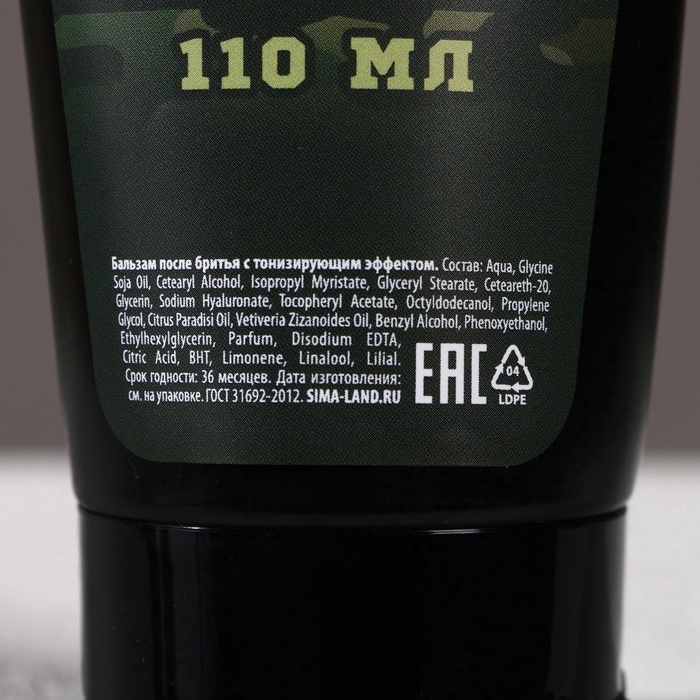 110 МЛ
Бальзам после бритья с тонизирующим эффектом. Состав: Aqua, Glycine
Soja Oil, Cetearyl Alcohol, Isopropyl Myristate, Glyceryl Stearate, Ceteareth-20,
Glycerin, Sodium Hyaluronate, Tocopheryl Acetate, Octyldodecanol, Propylene
Glycol, Citrus Paradisi Oil, Vetiveria Zizanoides Oil, Benzyl Alcohol, Phenoxyethanol,
Ethylhexylglycerin, Parfum, Disodium EDTA,
Citric Acid, BHT, Limonene, Linalool, Lilial.
Срок годности: 36 месяцев. Дата изготовления:
см. на упаковке. ГОСТ 31692-2012. SIMA-LAND.RU
EAC
04
LDPE